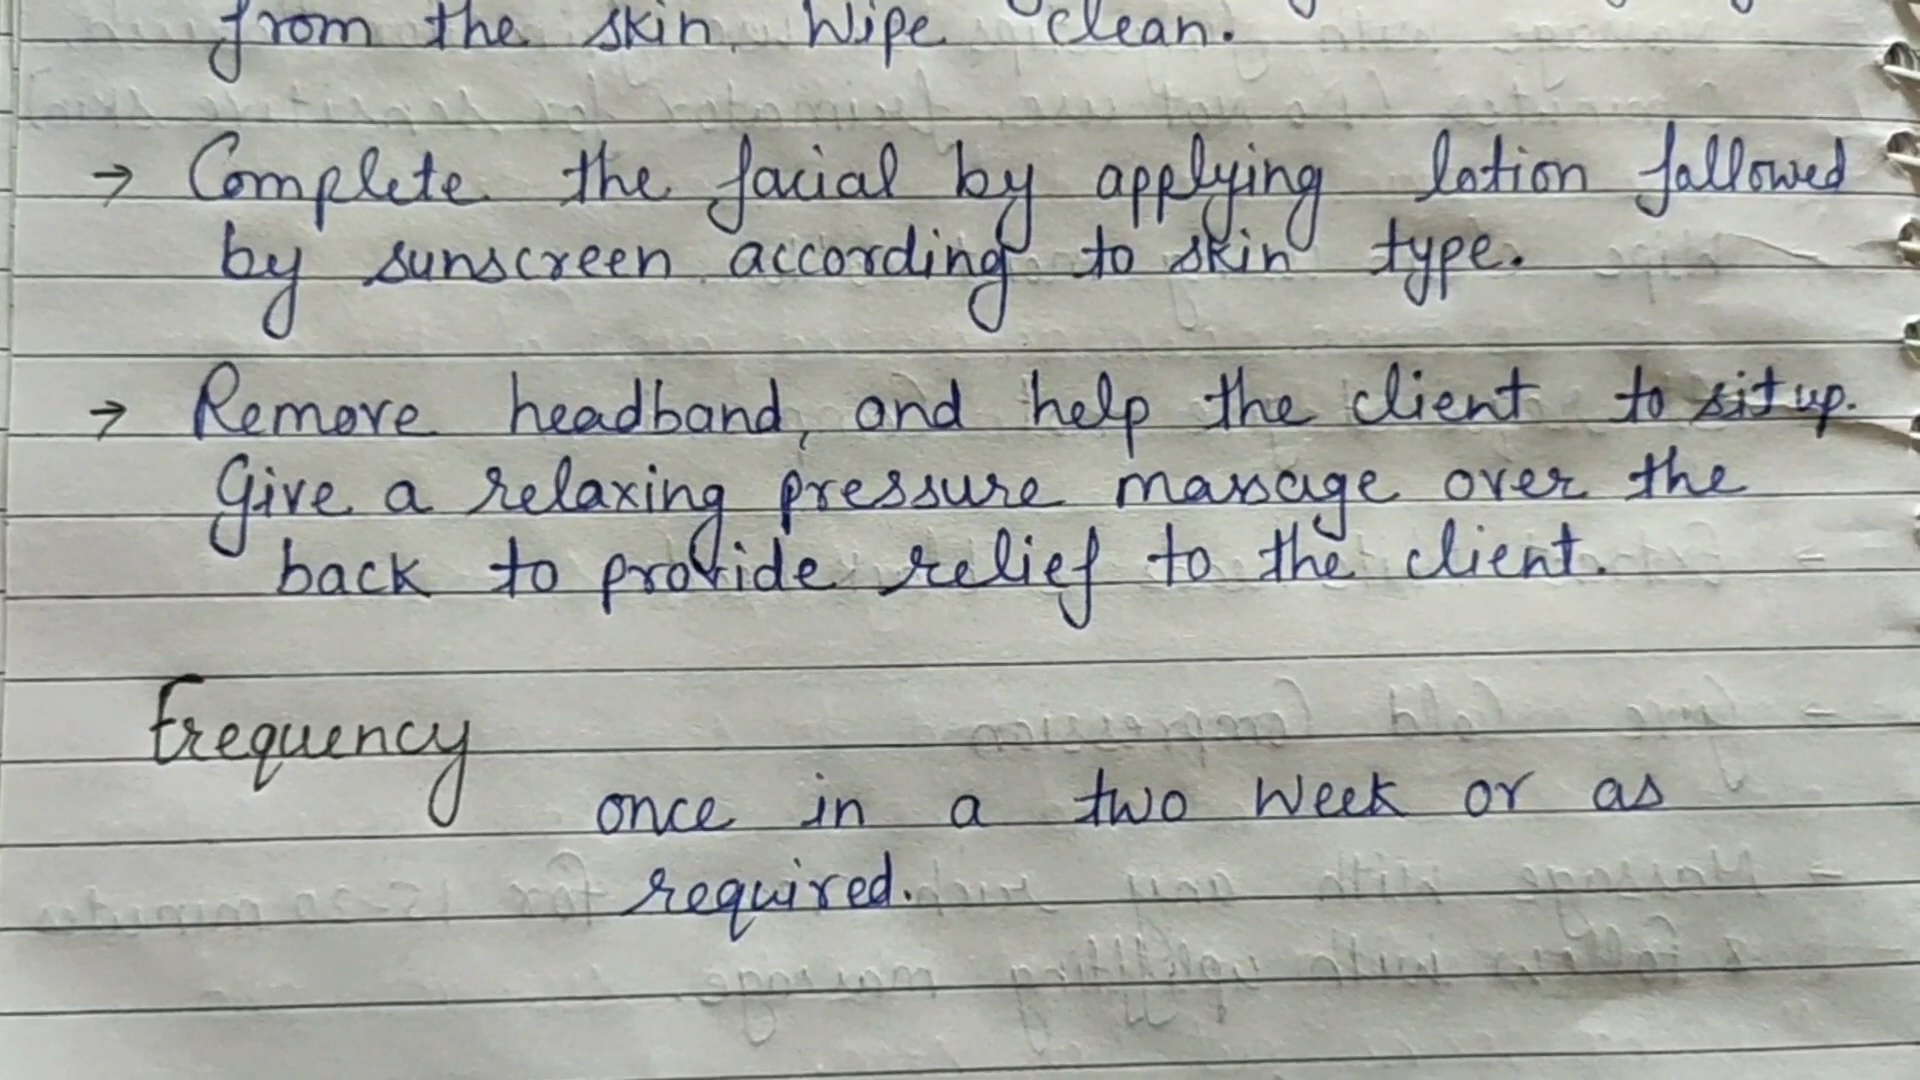 from the skin. Wipe clean.
→ Complete the facial by applying lotion fallowed
by sunscreen according to skin type.
→ Remove headband, and help the client to sit up.
Give a relaxing pressure massage over the
back to provide relief to the client.
Frequency
once in a two week or as
required.